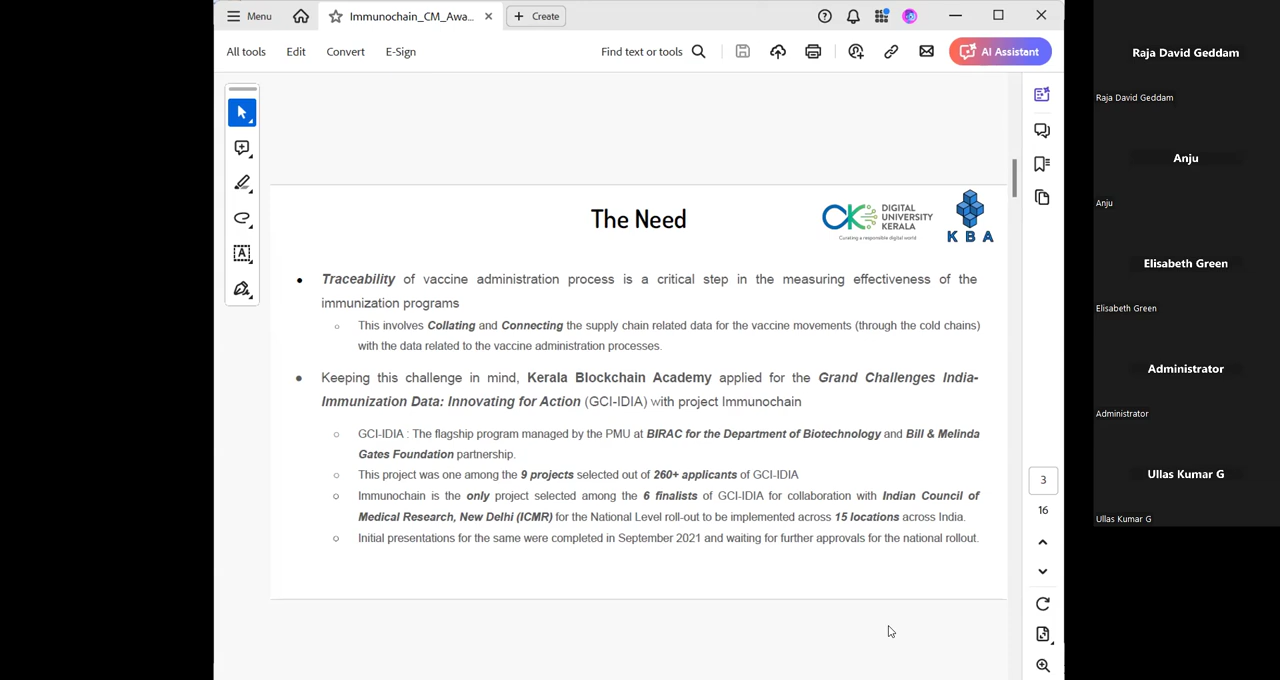 Menu
Immunochain_CM_Awa...
Create
All tools
Edit
Convert
E-Sign
Find text or tools
AI Assistant
The Need
DIGITAL
UNIVERSITY
KERALA
Curating a responsible digital world
K B A
Traceability of vaccine administration process is a critical step in the measuring effectiveness of the
immunization programs
This involves Collating and Connecting the supply chain related data for the vaccine movements (through the cold chains)
with the data related to the vaccine administration processes.
Keeping this challenge in mind, Kerala Blockchain Academy applied for the Grand Challenges India-
Immunization Data: Innovating for Action (GCI-IDIA) with project Immunochain
GCI-IDIA : The flagship program managed by the PMU at BIRAC for the Department of Biotechnology and Bill & Melinda
Gates Foundation partnership.
This project was one among the 9 projects selected out of 260+ applicants of GCI-IDIA
Immunochain is the only project selected among the 6 finalists of GCI-IDIA for collaboration with Indian Council of
Medical Research, New Delhi (ICMR) for the National Level roll-out to be implemented across 15 locations across India.
Initial presentations for the same were completed in September 2021 and waiting for further approvals for the national rollout.
3
16
Raja David Geddam
Raja David Geddam
Anju
Anju
Elisabeth Green
Elisabeth Green
Administrator
Administrator
Ullas Kumar G
Ullas Kumar G